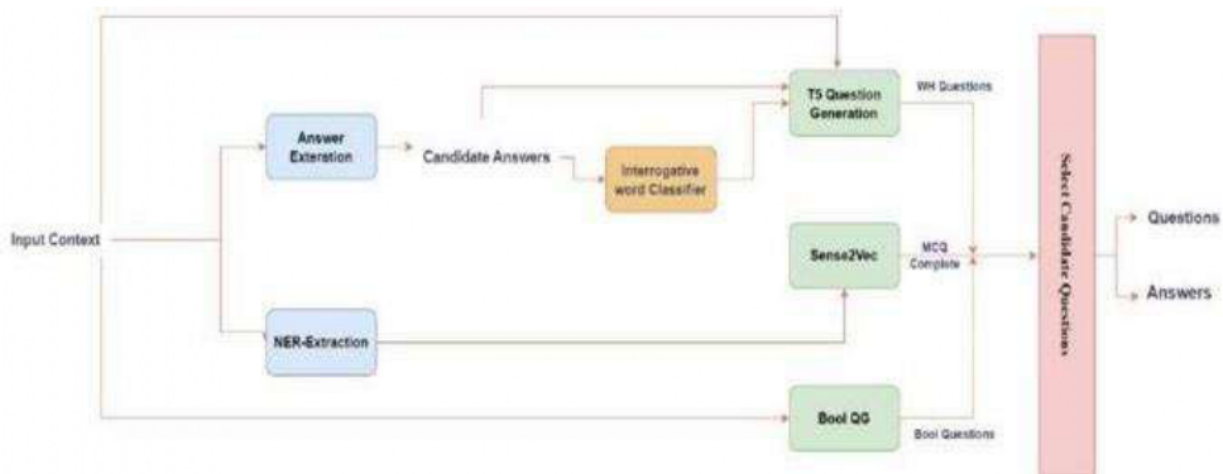 T5 Question
Generation
WH Questions
Answer
Exteration
Candidate Answers
Interrogative
word Classifier
Input Context
Sense2Vec
MCQ
Complete
Select Candidate Questions
Questions
Answers
NER-Extraction
Bool QG
Bool Questions